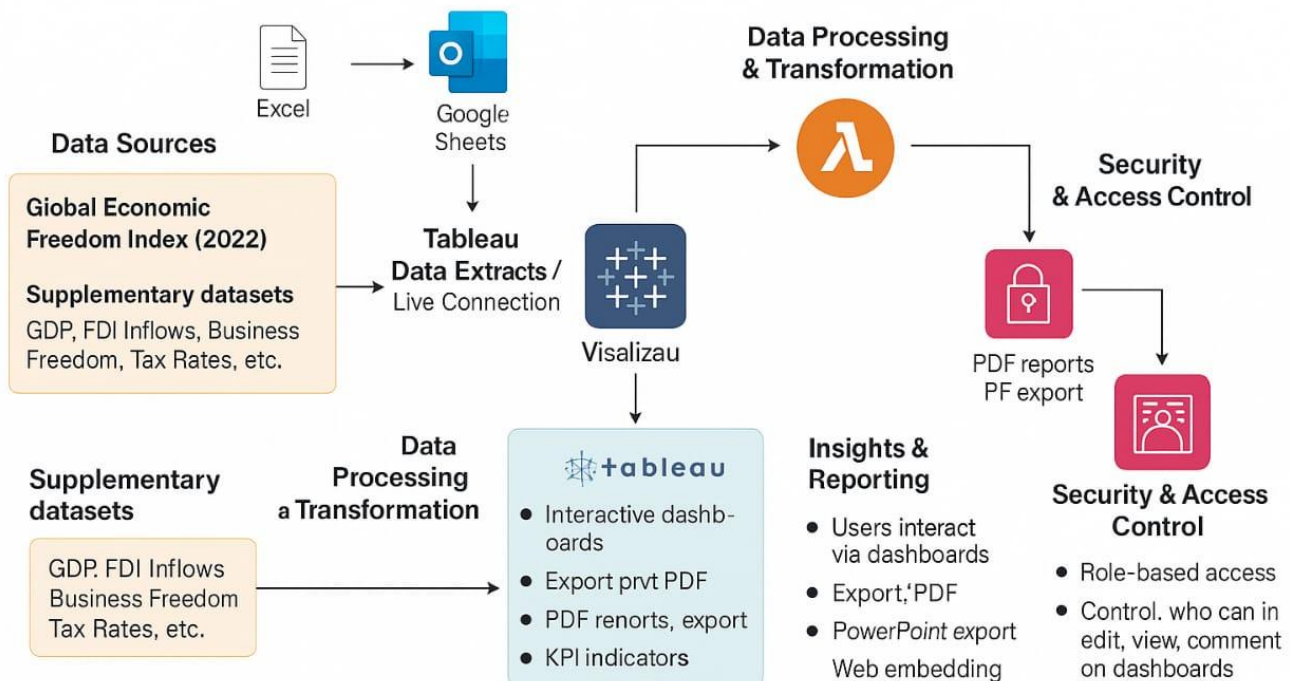 Excel
Google
Sheets
Data Processing
& Transformation
Data Sources
Giobal Economic
Freedom Index (2022)
Supplementary datasets
GDP, FDI Inflows, Business
Freedom, Tax Rates, etc.
Tableau
Data Extracts /
Live Connection
Visalizau
Security
& Access Control
PDF reports
PF export
Supplementary
datasets
GDP. FDI Inflows
Business Freedom
Tax Rates, etc.
Data
Processing
a Transformation
+ableau
• Interactive dashb-
oards
• Export prvt PDF
• PDF renorts, export
• KPI indicators
Insights &
Reporting
• Users interact
via dashboards
• Export,‘PDF
• PowerPoint export
Web embedding
Security & Access
Control
• Role-based access
• Control. who can in
edit, view, comment
on dashboards